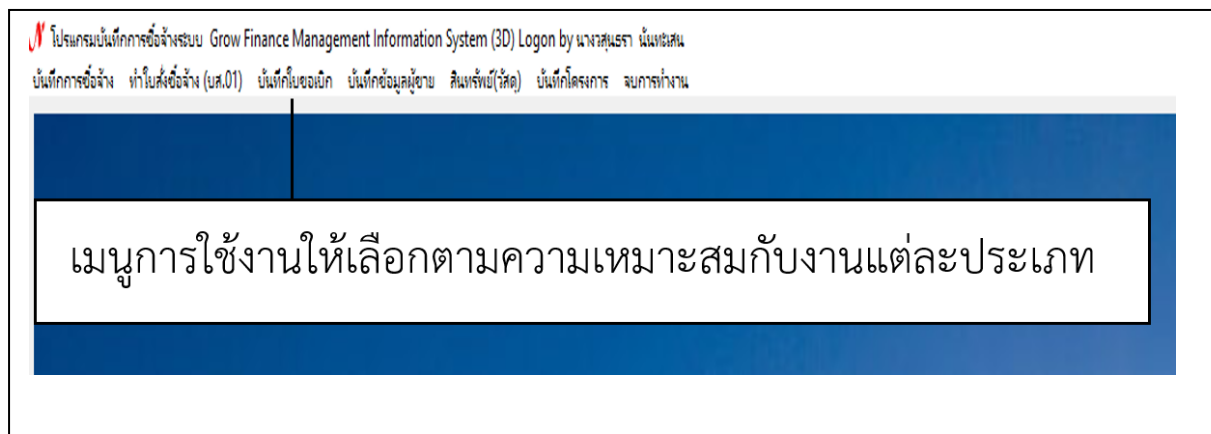 โปรแกรมบันทึกการซื้อจ้างระบบ Grow Finance Management Information System (3D) Logon by นางวสุนธรา นันทะเสน
บันทึกการซื้อจ้าง ทำใบสั่งซื้อจ้าง (บส.01) บันทึกใบขอเบิก บันทึกข้อมูลผู้ขาย สินทรัพย์(วัสดุ) บันทึกโครงการ จบการทำงาน
เมนูการใช้งานให้เลือกตามความเหมาะสมกับงานแต่ละประเภท